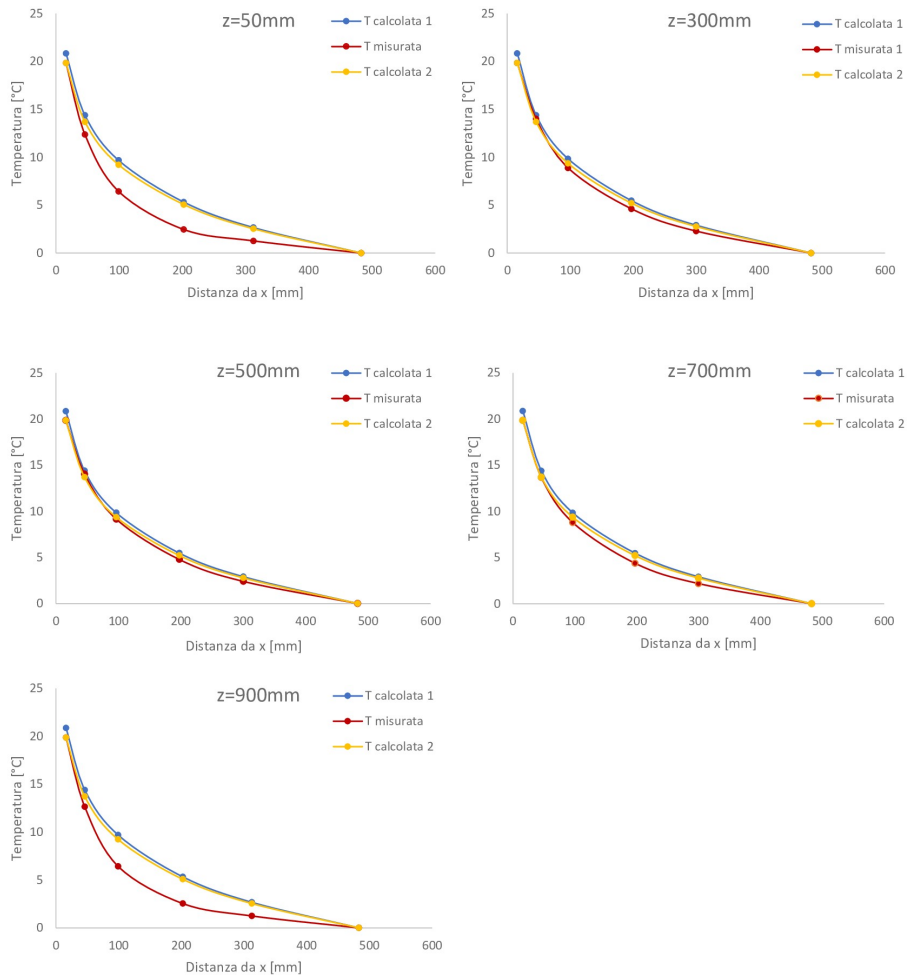 z=50mm
T calcolata 1
T misurata
T calcolata 2
Temperatura [°C]
25
20
15
10
5
0
0 100 200 300 400 500 600
Distanza da x [mm]
z=300mm
T calcolata 1
T misurata 1
T calcolata 2
Temperatura [°C]
25
20
15
10
5
0
0 100 200 300 400 500 600
Distanza da x [mm]
z=500mm
T calcolata 1
T misurata
T calcolata 2
Temperatura [°C]
25
20
15
10
5
0
0 100 200 300 400 500 600
Distanza da x [mm]
z=700mm
T calcolata 1
T misurata
T calcolata 2
Temperatura [°C]
25
20
15
10
5
0
0 100 200 300 400 500 600
Distanza da x [mm]
z=900mm
T calcolata 1
T misurata
T calcolata 2
Temperatura [°C]
25
20
15
10
5
0
0 100 200 300 400 500 600
Distanza da x [mm]